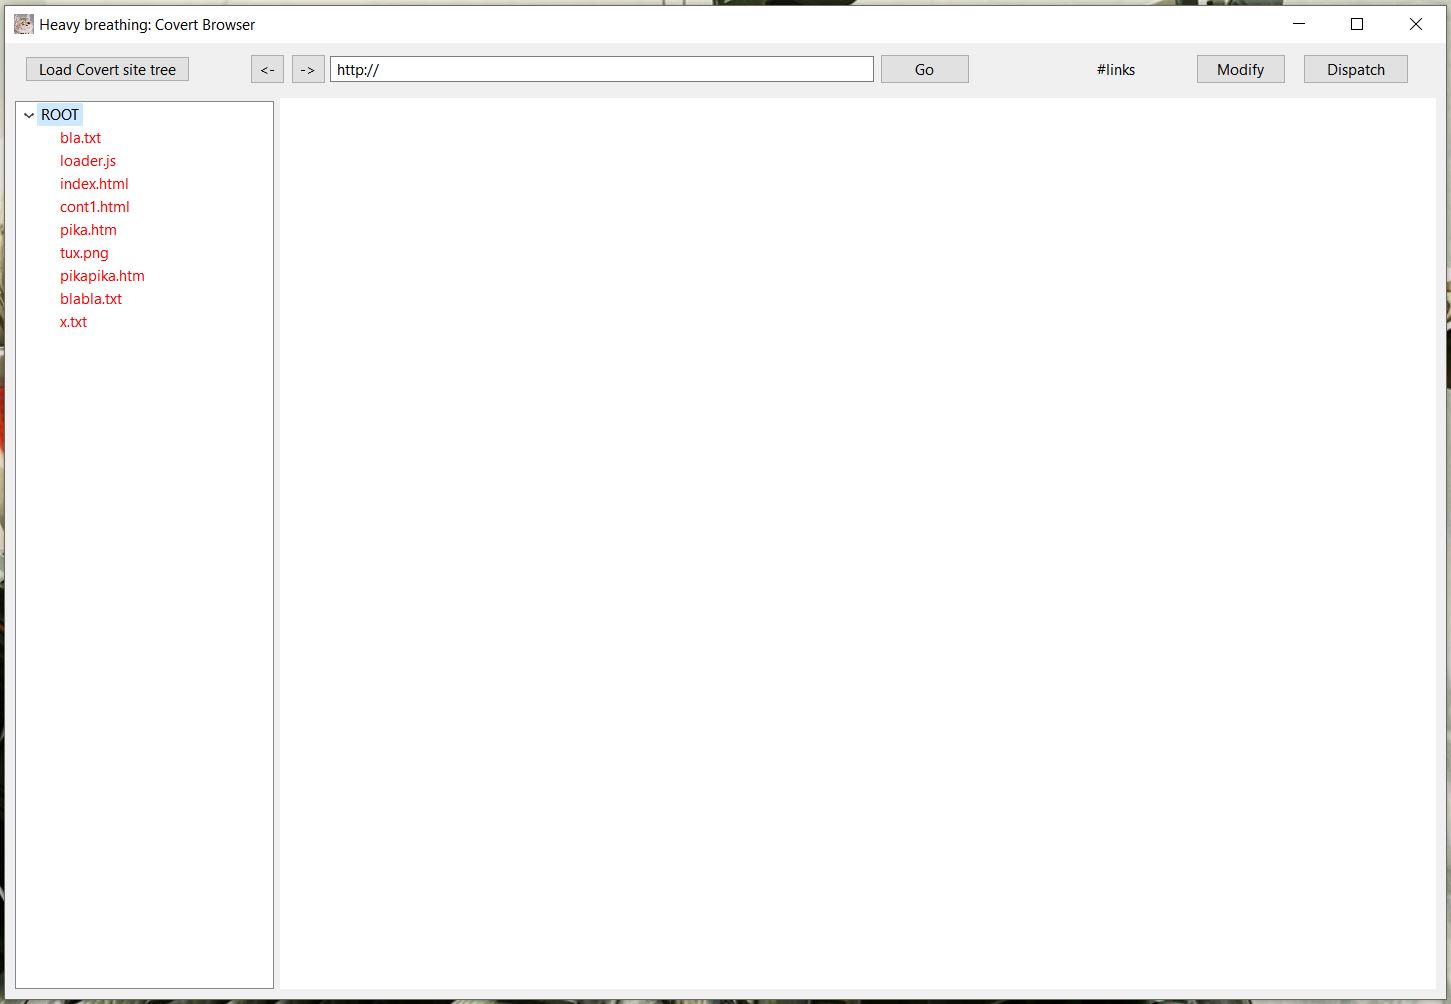 Heavy breathing: Covert Browser
Load Covert site tree <- -> http:// Go #links Modify Dispatch
ROOT
bla.txt
loader.js
index.html
cont1.html
pika.htm
tux.png
pikapika.htm
blabla.txt
x.txt